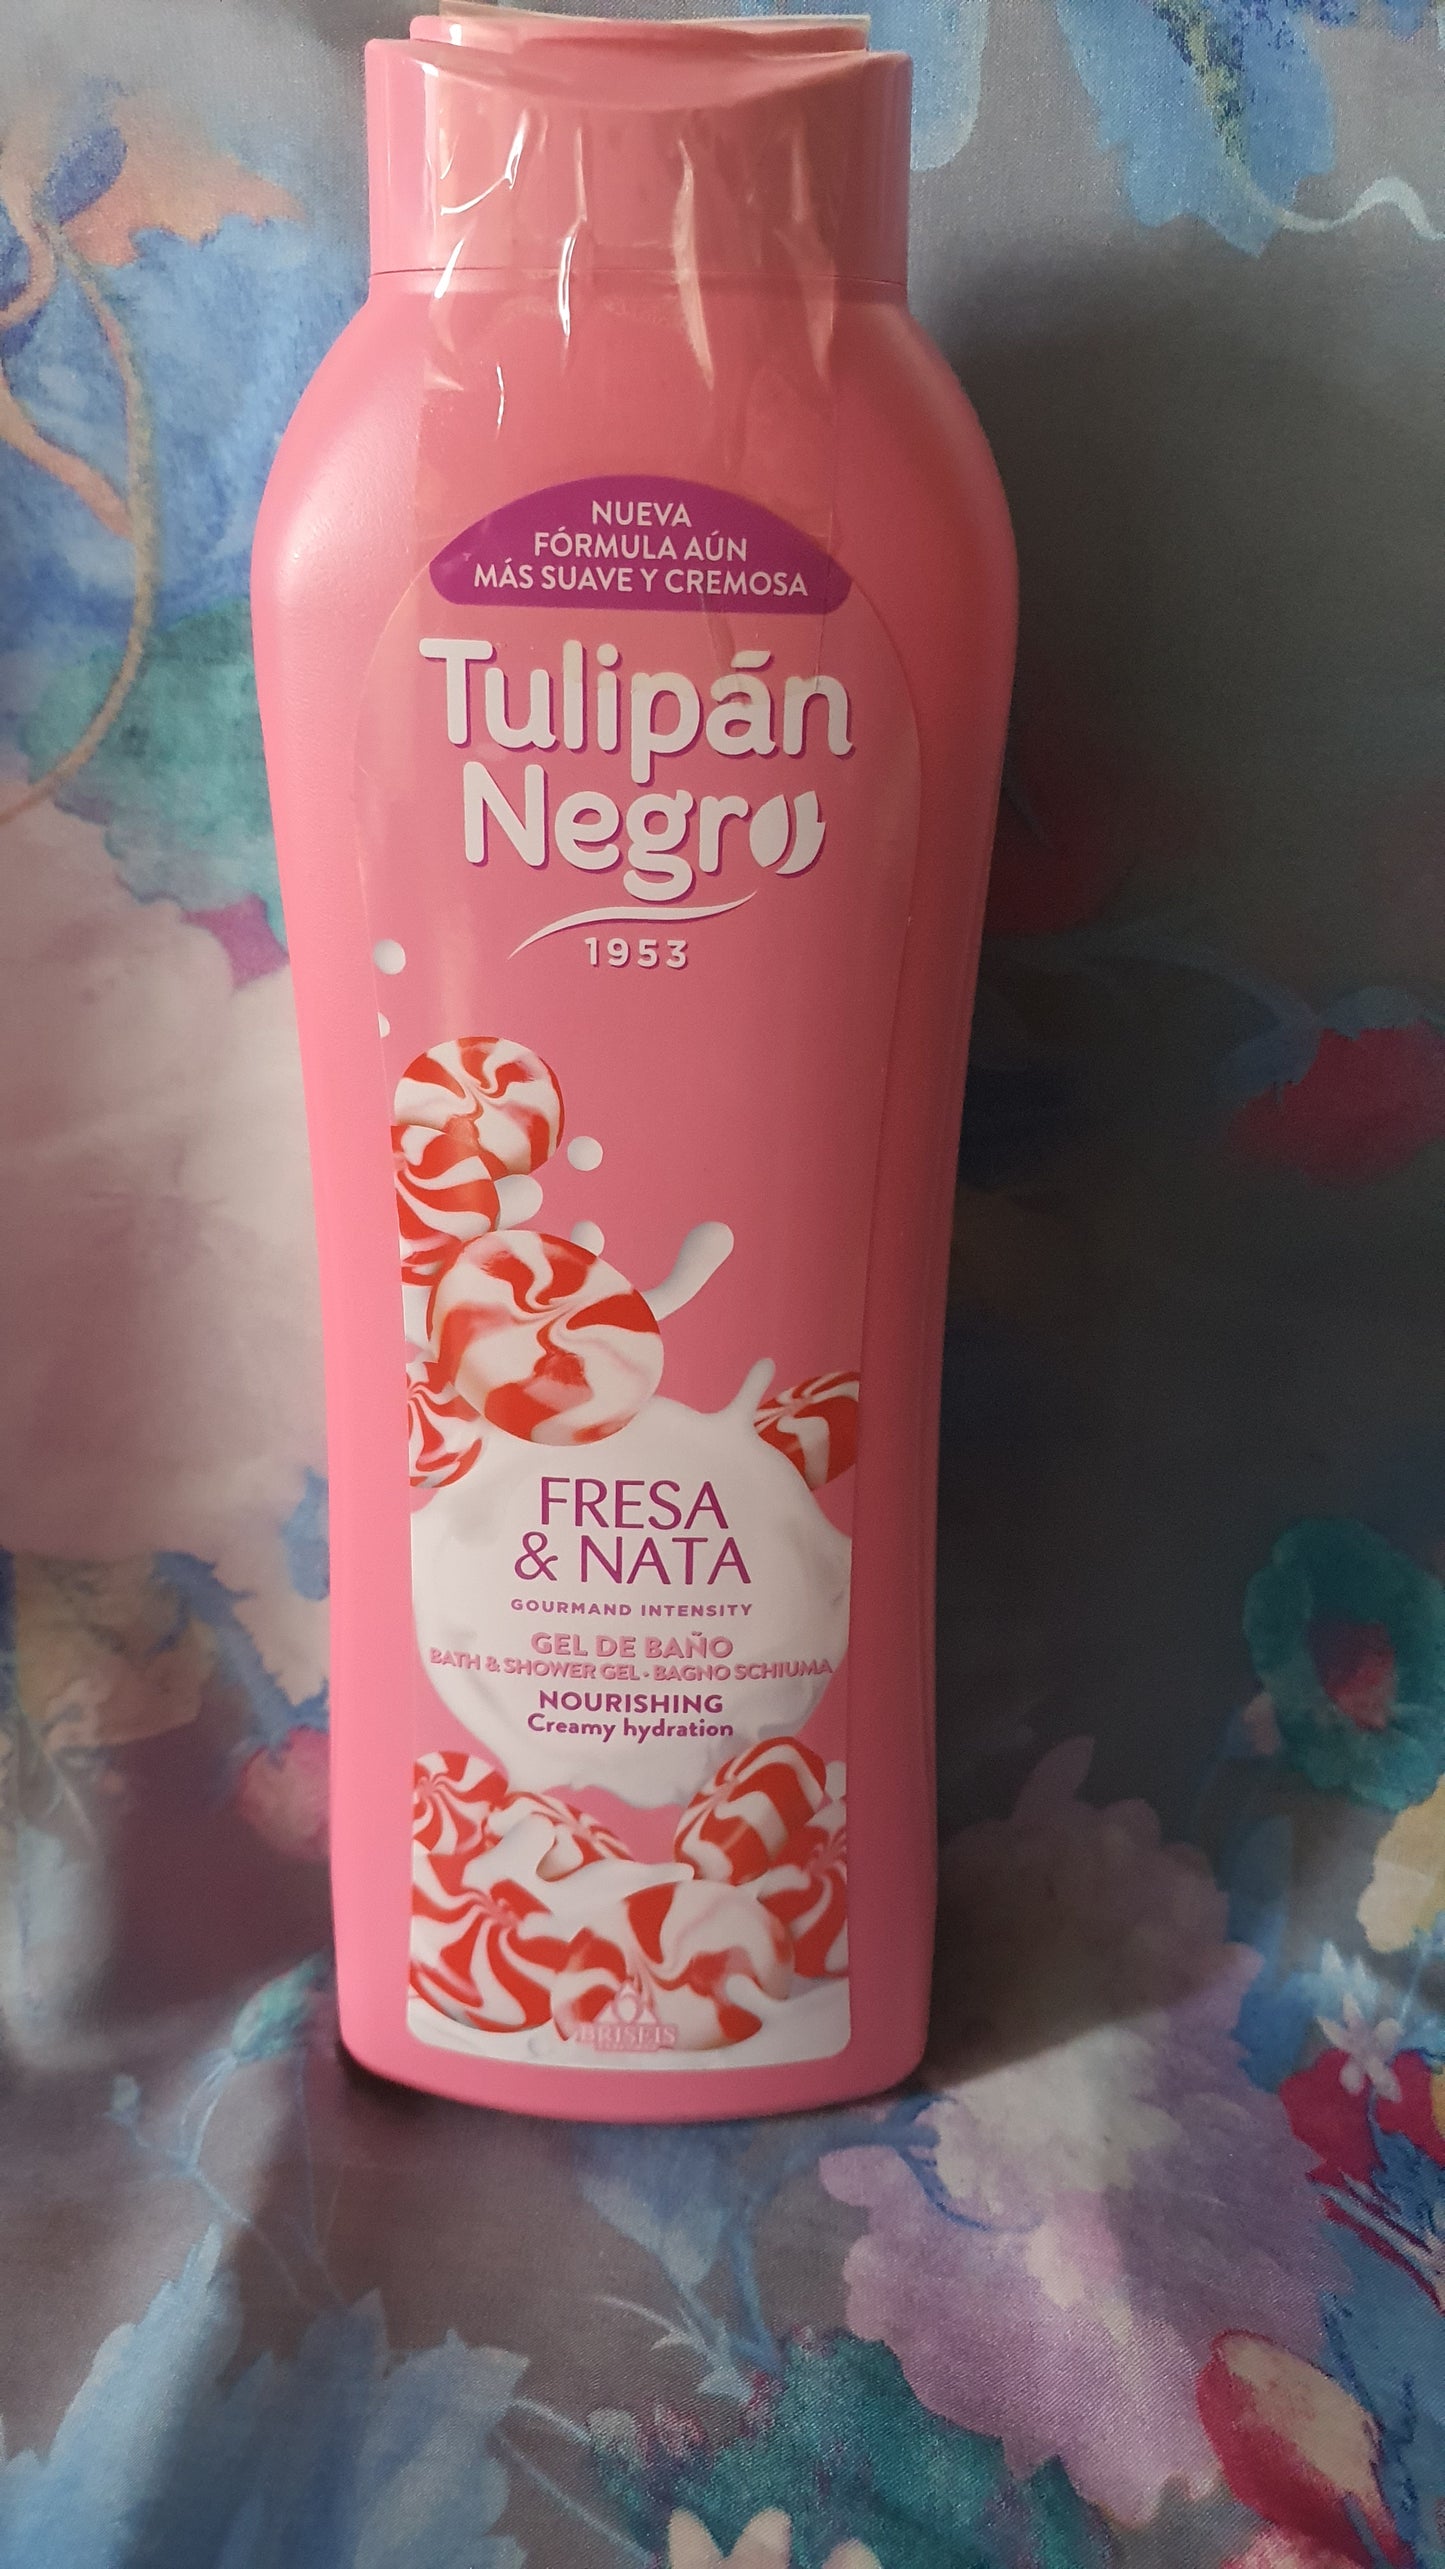 NUEVA
FÓRMULA AÚN
MÁS SUAVE Y CREMOSA
Tulipán
Negro
1953
FRESA
& NATA
GOURMAND INTENSITY
GEL DE BAÑO
BATH & SHOWER GEL · BAGNO SCHIUMA
NOURISHING
Creamy hydration
BRISEIS